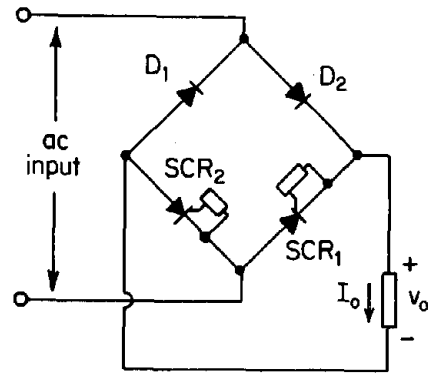 D₁
D₂
ac
input
SCR₂
SCR₁
+
I₀
v₀
−